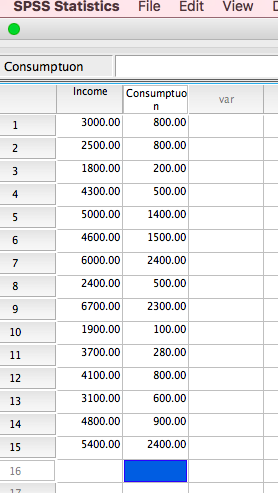 SPSS Statistics File Edit View
Consumptuon
Income Consumptuo
n var
1 3000.00 800.00
2 2500.00 800.00
3 1800.00 200.00
4 4300.00 500.00
5 5000.00 1400.00
6 4600.00 1500.00
7 6000.00 2400.00
8 2400.00 500.00
9 6700.00 2300.00
10 1900.00 100.00
11 3700.00 280.00
12 4100.00 800.00
13 3100.00 600.00
14 4800.00 900.00
15 5400.00 2400.00
16
17